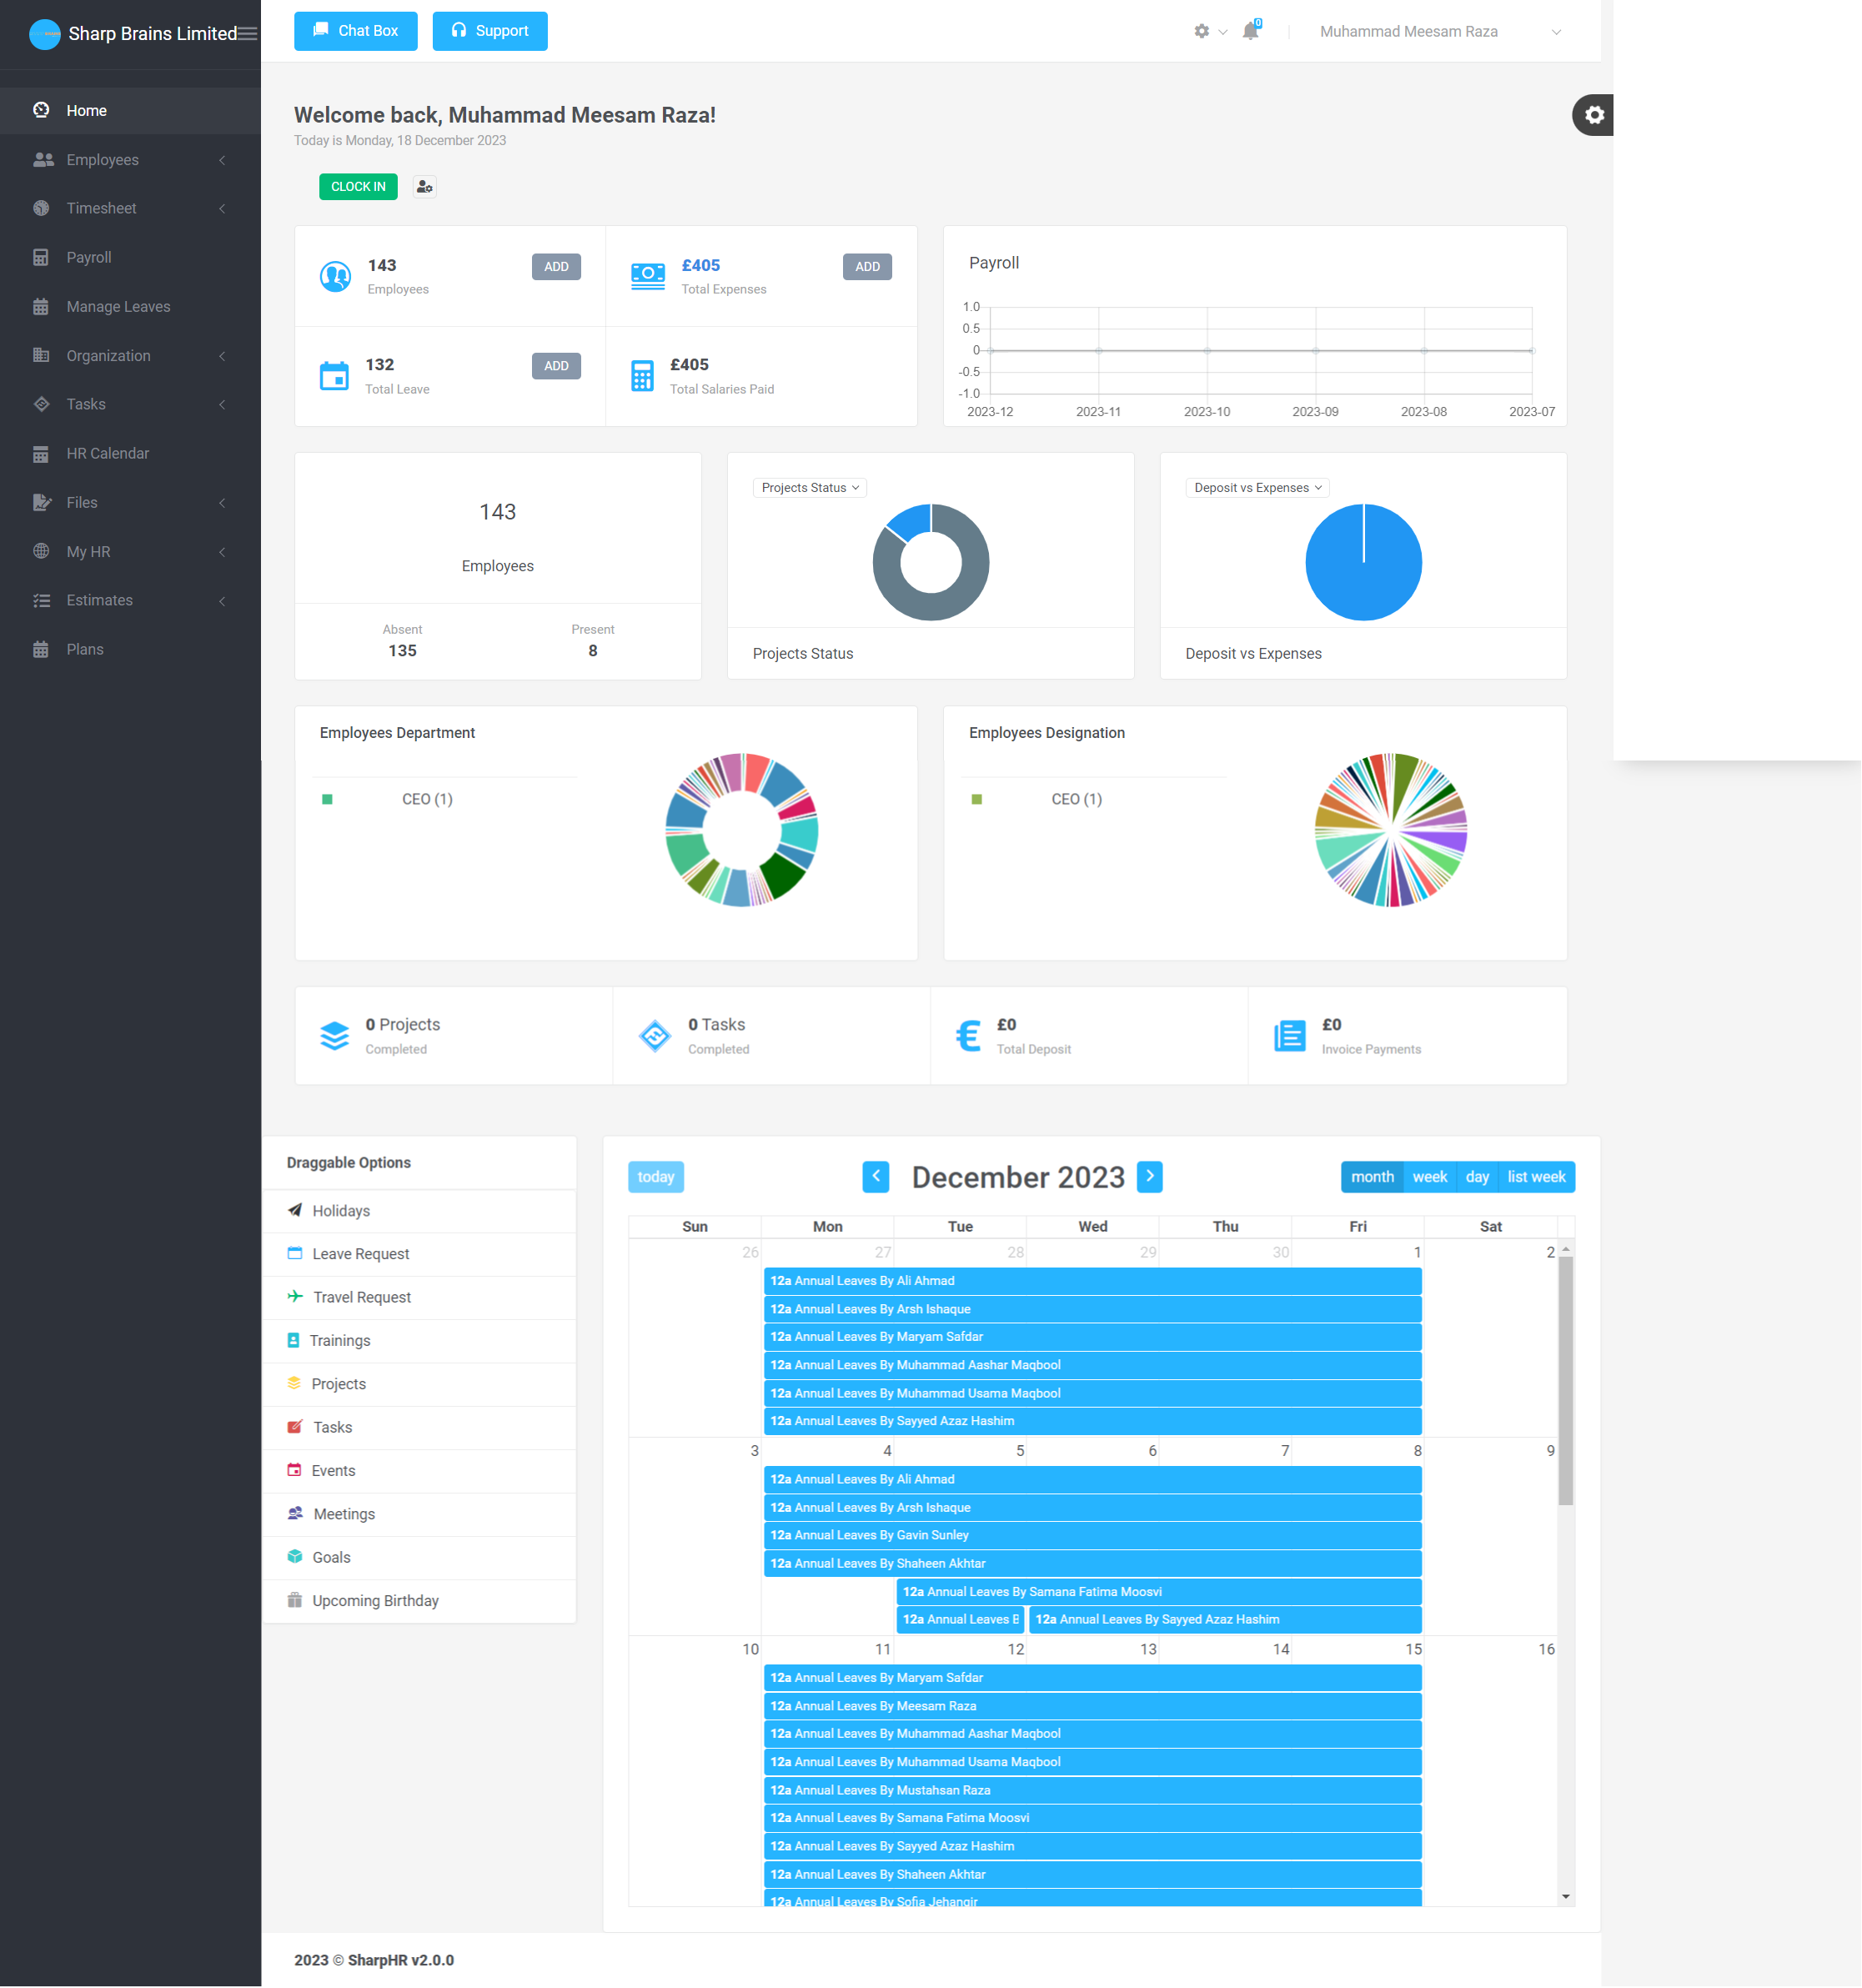 Sharp Brains Limited
Chat Box
Support
0
Muhammad Meesam Raza
Home
Employees
Timesheet
Payroll
Manage Leaves
Organization
Tasks
HR Calendar
Files
My HR
Estimates
Plans
Welcome back, Muhammad Meesam Raza!
Today is Monday, 18 December 2023
CLOCK IN
143
Employees
ADD
£405
Total Expenses
ADD
132
Total Leave
ADD
£405
Total Salaries Paid
Payroll
1.0
0.5
0
-0.5
-1.0
2023-12 2023-11 2023-10 2023-09 2023-08 2023-07
143
Employees
Absent
135
Present
8
Projects Status
Projects Status
Deposit vs Expenses
Deposit vs Expenses
Employees Department
CEO (1)
Employees Designation
CEO (1)
0 Projects
Completed
0 Tasks
Completed
£0
Total Deposit
£0
Invoice Payments
Draggable Options
Holidays
Leave Request
Travel Request
Trainings
Projects
Tasks
Events
Meetings
Goals
Upcoming Birthday
today
December 2023
month week day list week
Sun Mon Tue Wed Thu Fri Sat
26 27 28 29 30 1 2
12a Annual Leaves By Ali Ahmad
12a Annual Leaves By Arsh Ishaque
12a Annual Leaves By Maryam Safdar
12a Annual Leaves By Muhammad Aashar Maqbool
12a Annual Leaves By Muhammad Usama Maqbool
12a Annual Leaves By Sayyed Azaz Hashim
3 4 5 6 7 8 9
12a Annual Leaves By Ali Ahmad
12a Annual Leaves By Arsh Ishaque
12a Annual Leaves By Gavin Sunley
12a Annual Leaves By Shaheen Akhtar
12a Annual Leaves By Samana Fatima Moosvi
12a Annual Leaves B
12a Annual Leaves By Sayyed Azaz Hashim
10 11 12 13 14 15 16
12a Annual Leaves By Maryam Safdar
12a Annual Leaves By Meesam Raza
12a Annual Leaves By Muhammad Aashar Maqbool
12a Annual Leaves By Muhammad Usama Maqbool
12a Annual Leaves By Mustahsan Raza
12a Annual Leaves By Samana Fatima Moosvi
12a Annual Leaves By Sayyed Azaz Hashim
12a Annual Leaves By Shaheen Akhtar
12a Annual Leaves By Sofia Jehangir
2023 © SharpHR v2.0.0